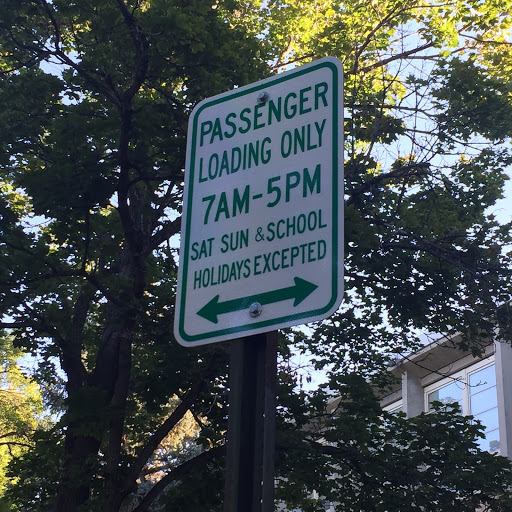 PASSENGER
LOADING ONLY
7AM-5PM
SAT SUN & SCHOOL
HOLIDAYS EXCEPTED